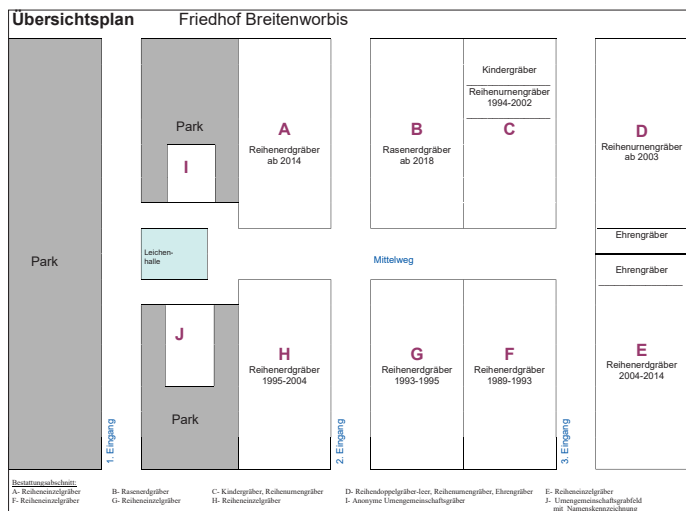 Übersichtsplan Friedhof Breitenworbis
Park
I
A
Reihenerdgräber
ab 2014
B
Rasenerdgräber
ab 2018
Kindergräber
Reihenurnengräber
1994-2002
C
D
Reihenurnengräber
ab 2003
Park
Leichen-
halle
Mittelweg
Ehrengräber
Ehrengräber
J
Park
H
Reihenerdgräber
1995-2004
G
Reihenerdgräber
1993-1995
F
Reihenerdgräber
1989-1993
E
Reihenerdgräber
2004-2014
1. Eingang
2. Eingang
3. Eingang
Bestattungsabschnitt:
A- Reiheneinzelgräber B- Rasenerdgräber C- Kindergräber, Reihenurnengräber D- Reihendoppelgräber-leer, Reihenurnengräber, Ehrengräber E- Reiheneinzelgräber
F- Reiheneinzelgräber G- Reiheneinzelgräber H- Reiheneinzelgräber I- Anonyme Urnengemeinschaftsgräber J- Urnengemeinschaftsgrabfeld
mit Namenskennzeichnung